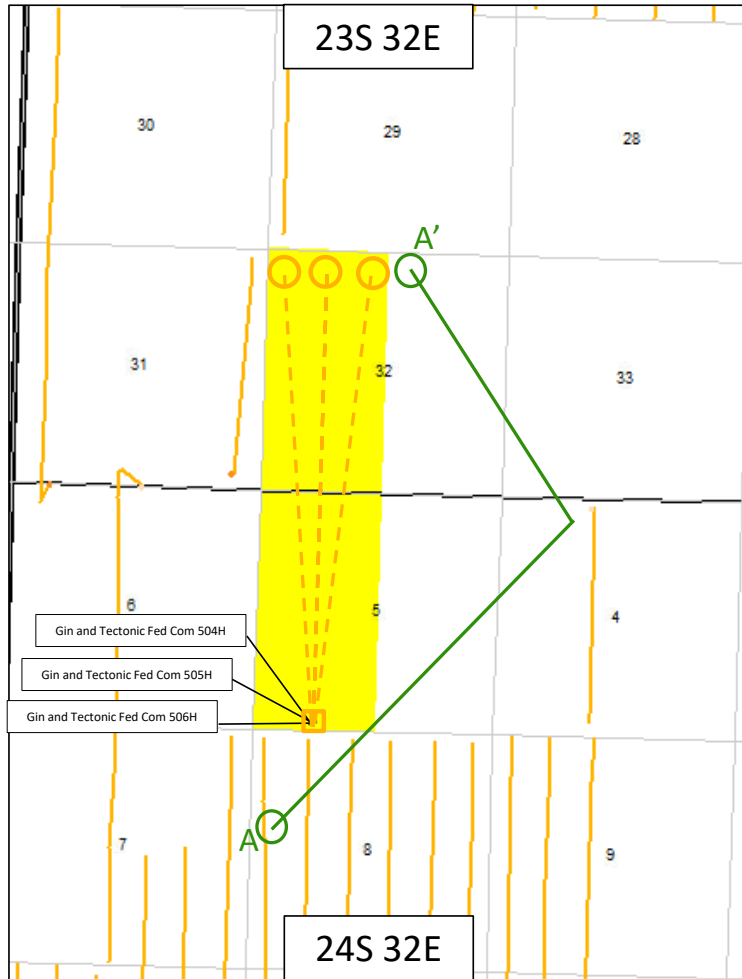 23S 32E
30
29
28
A’
31
32
33
6
5
4
Gin and Tectonic Fed Com 504H
Gin and Tectonic Fed Com 505H
Gin and Tectonic Fed Com 506H
A
7
8
9
24S 32E